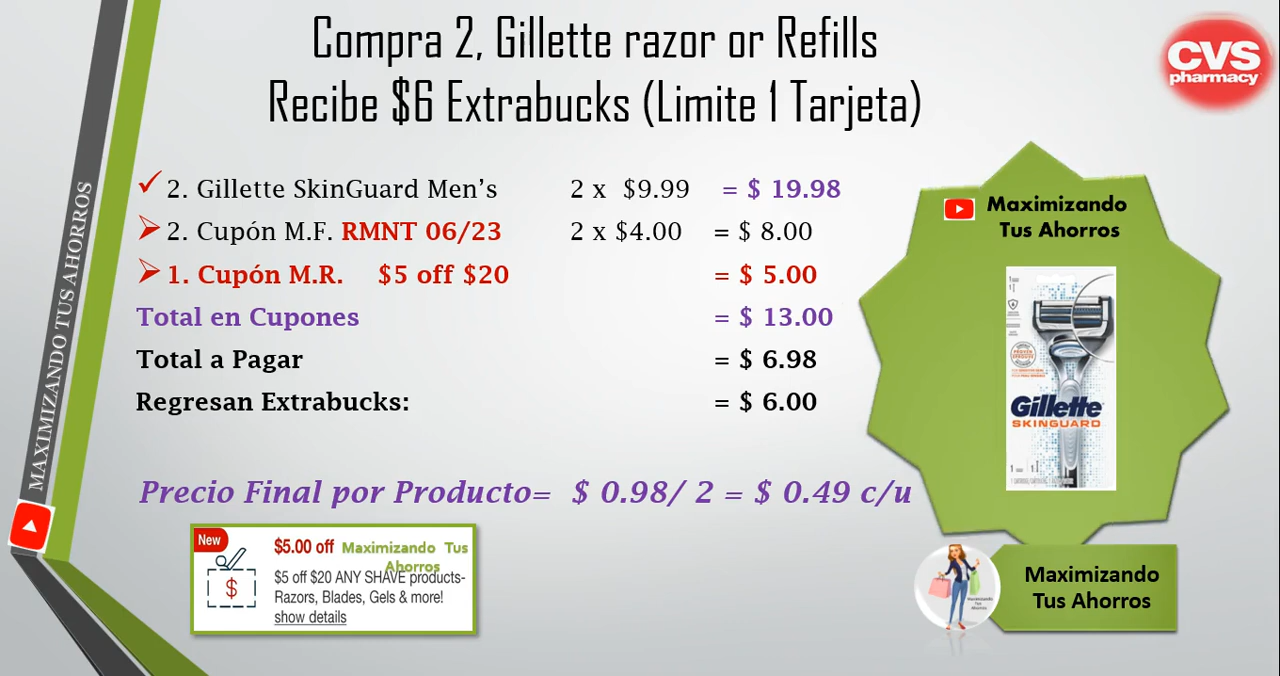 Compra 2, Gillette razor or Refills
Recibe $6 Extrabucks (Limite 1 Tarjeta)
CVS
pharmacy
MAXIMIZANDO TUS AHORROS
2. Gillette SkinGuard Men's 2 x $9.99 = $ 19.98
2. Cupón M.F. RMNT 06/23 2 x $4.00 = $ 8.00
1. Cupón M.R. $5 off $20 = $ 5.00
Total en Cupones = $ 13.00
Total a Pagar = $ 6.98
Regresan Extrabucks: = $ 6.00
Precio Final por Producto= $ 0.98/ 2 = $ 0.49 c/u
Maximizando
Tus Ahorros
Gillette
SKINGUARD
New
$5.00 off Maximizando Tus
Ahorros
$
$5 off $20 ANY SHAVE products-
Razors, Blades, Gels & more!
show details
Maximizando
Tus
Ahorros
Maximizando
Tus Ahorros